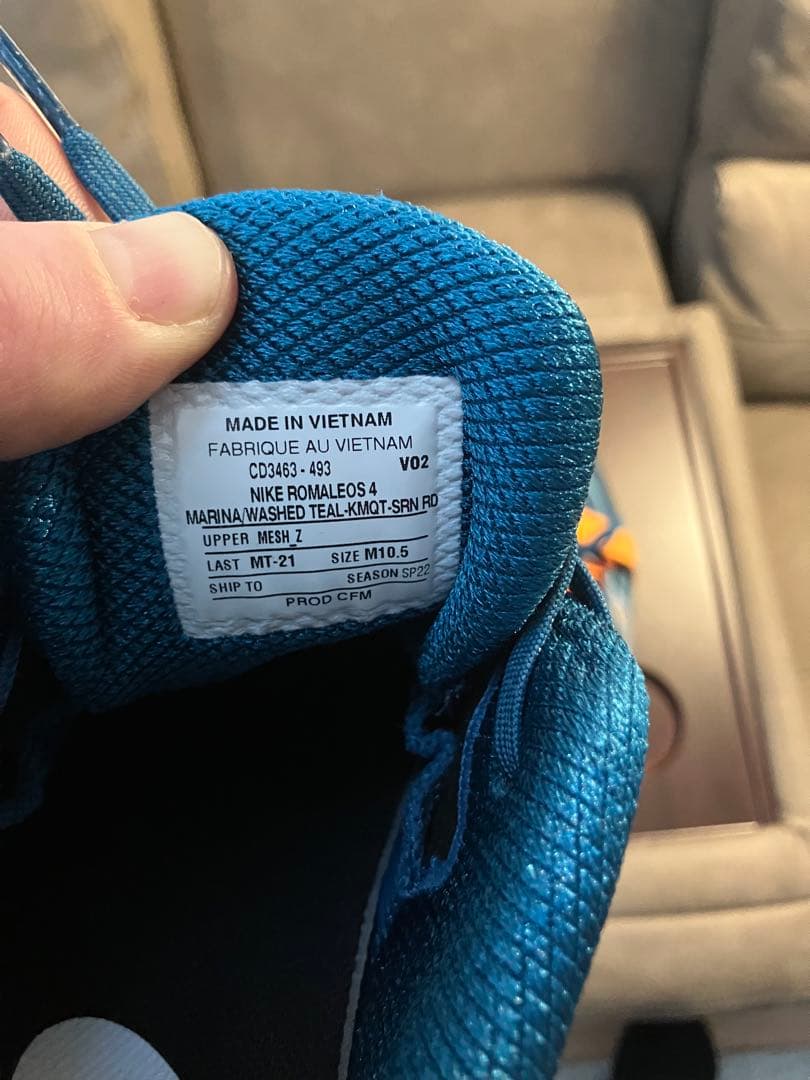 MADE IN VIETNAM
FABRIQUE AU VIETNAM
CD3463 - 493 V02
NIKE ROMALEOS 4
MARINA/WASHED TEAL-KMQT-SRN RD
UPPER MESH_Z
LAST MT-21 SIZE M10.5
SHIP TO SEASON SP22
PROD CFM